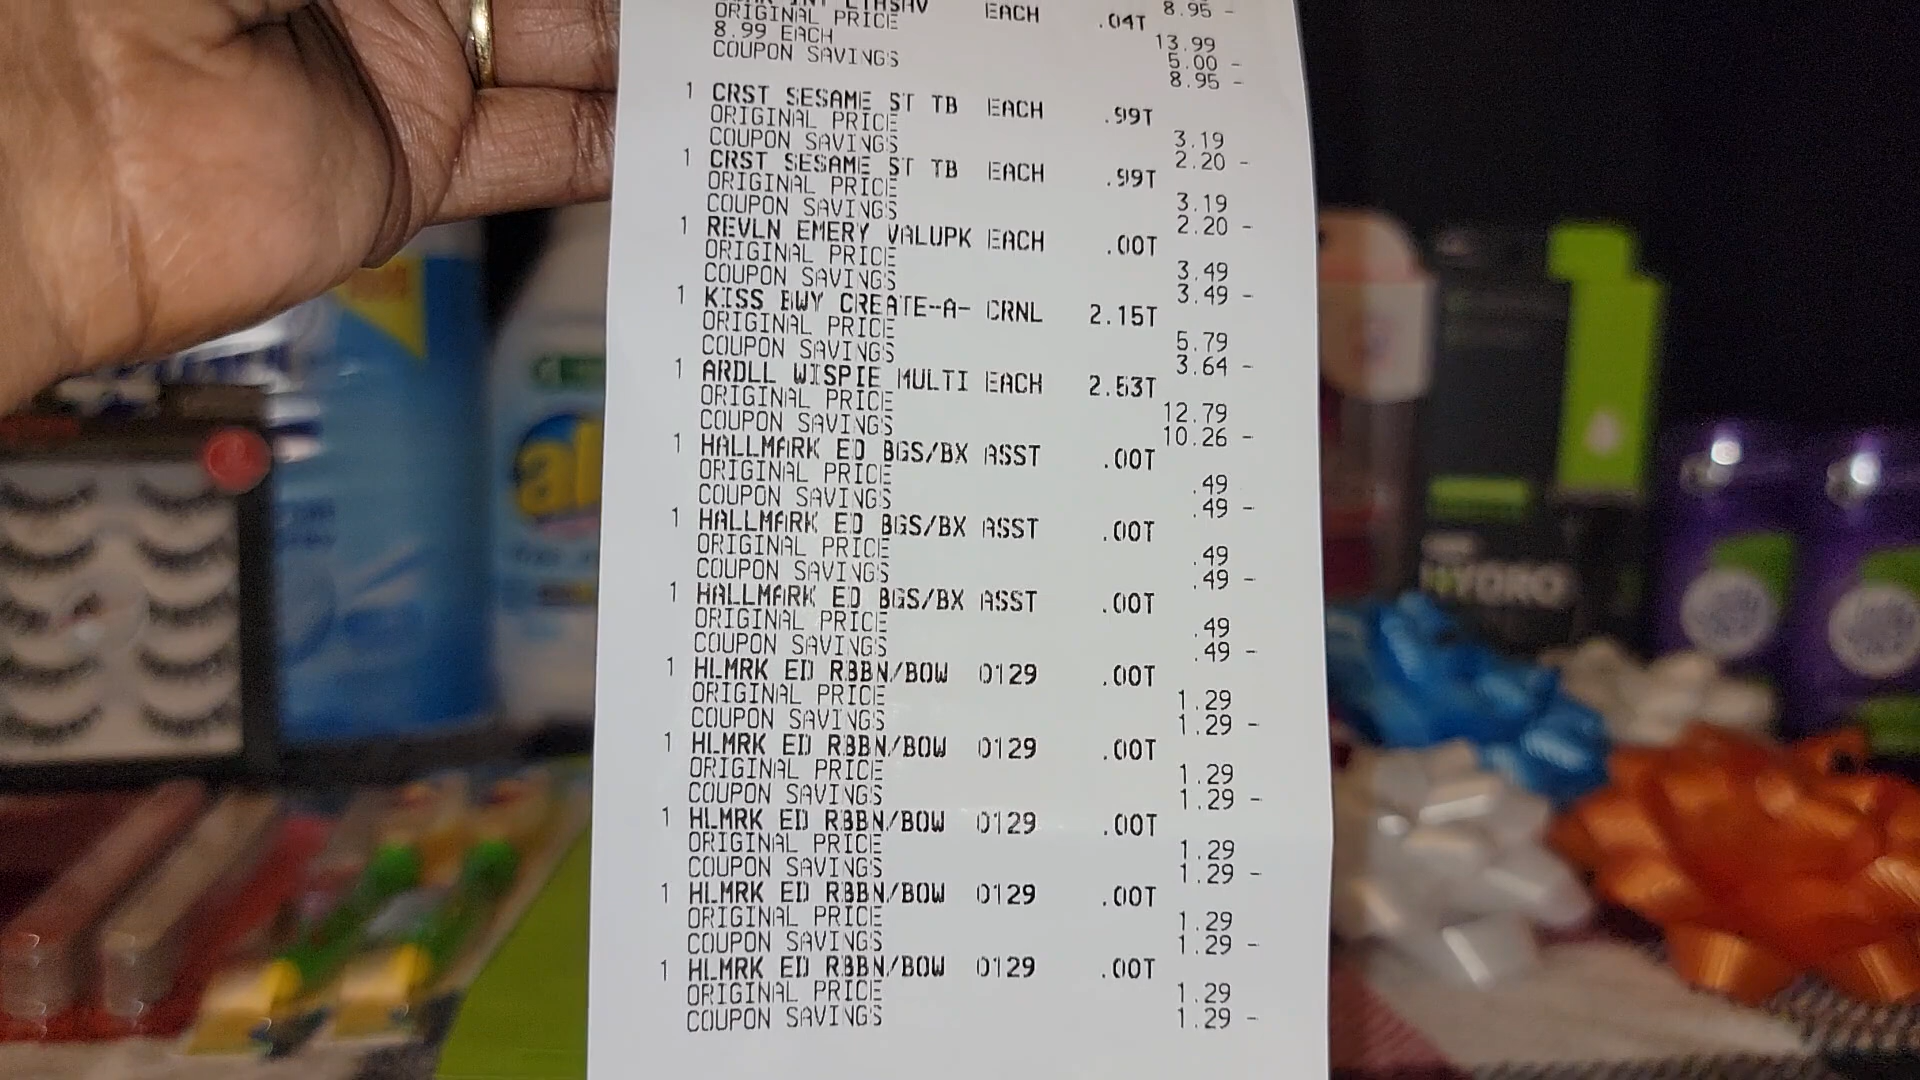 EACH .04T 8.95 -
ORIGINAL PRICE 13.99
8.99 EACH 5.00 -
COUPON SAVINGS 8.95 -
1 CRST SESAME ST TB EACH .99T
ORIGINAL PRICE 3.19
COUPON SAVINGS 2.20 -
1 CRST SESAME ST TB EACH .99T
ORIGINAL PRICE 3.19
COUPON SAVINGS 2.20 -
1 REVLN EMERY VALUPK EACH .00T
ORIGINAL PRICE 3.49
COUPON SAVINGS 3.49 -
1 KISS BWY CREATE-A- CRNL 2.15T
ORIGINAL PRICE 5.79
COUPON SAVINGS 3.64 -
1 ARDLL WISPIE MULTI EACH 2.53T
ORIGINAL PRICE 12.79
COUPON SAVINGS 10.26 -
1 HALLMARK ED BGS/BX ASST .00T
ORIGINAL PRICE .49
COUPON SAVINGS .49 -
1 HALLMARK ED BGS/BX ASST .00T
ORIGINAL PRICE .49
COUPON SAVINGS .49 -
1 HALLMARK ED BGS/BX ASST .00T
ORIGINAL PRICE .49
COUPON SAVINGS .49 -
1 HLMRK ED RBBN/BOW 0129 .00T
ORIGINAL PRICE 1.29
COUPON SAVINGS 1.29 -
1 HLMRK ED RBBN/BOW 0129 .00T
ORIGINAL PRICE 1.29
COUPON SAVINGS 1.29 -
1 HLMRK ED RBBN/BOW 0129 .00T
ORIGINAL PRICE 1.29
COUPON SAVINGS 1.29 -
1 HLMRK ED RBBN/BOW 0129 .00T
ORIGINAL PRICE 1.29
COUPON SAVINGS 1.29 -
1 HLMRK ED RBBN/BOW 0129 .00T
ORIGINAL PRICE 1.29
COUPON SAVINGS 1.29 -
all
HYDRO